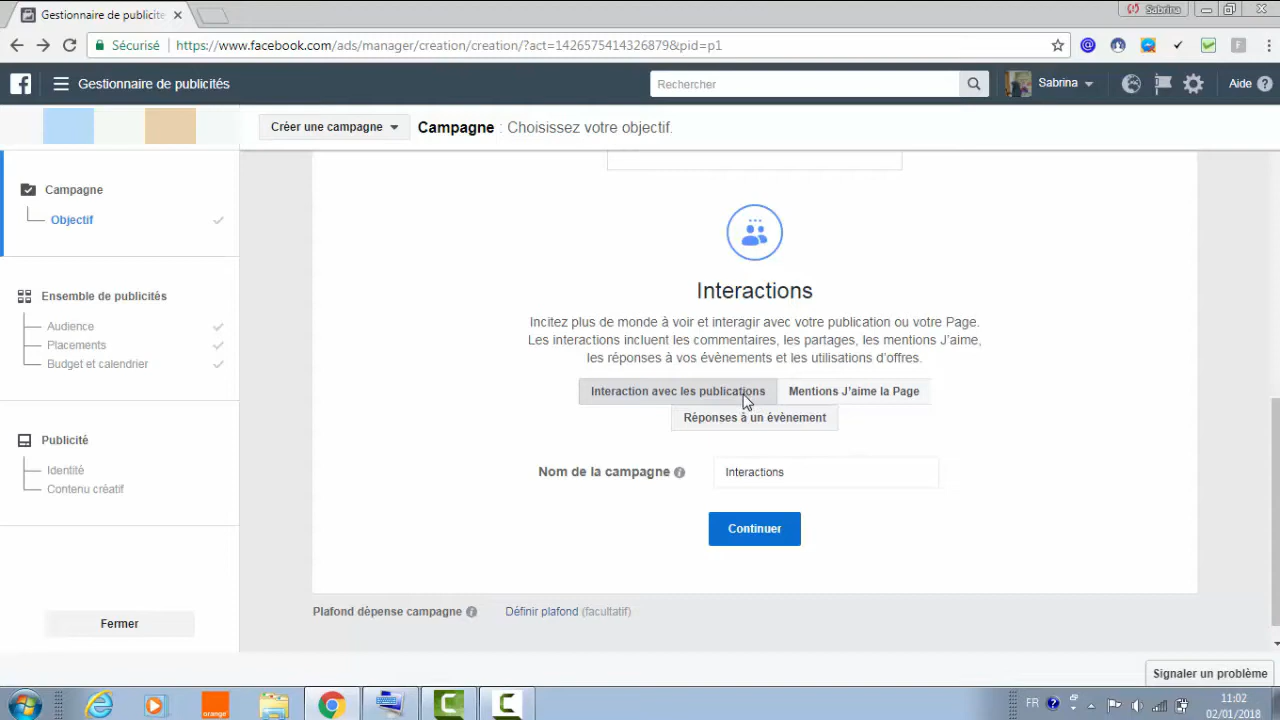 Gestionnaire de publicité
Sabrina
Sécurisé
https://www.facebook.com/ads/manager/creation/creation/?act=1426575414326879&pid=p1
Gestionnaire de publicités
Rechercher
Sabrina
Aide
Créer une campagne
Campagne : Choisissez votre objectif.
Campagne
Objectif
Ensemble de publicités
Audience
Placements
Budget et calendrier
Publicité
Identité
Contenu créatif
Fermer
Interactions
Incitez plus de monde à voir et interagir avec votre publication ou votre Page.
Les interactions incluent les commentaires, les partages, les mentions J'aime,
les réponses à vos évènements et les utilisations d'offres.
Interaction avec les publications
Mentions J'aime la Page
Réponses à un évènement
Nom de la campagne
Interactions
Continuer
Plafond dépense campagne
Définir plafond (facultatif)
Signaler un problème
orange
FR
11:02
02/01/2018